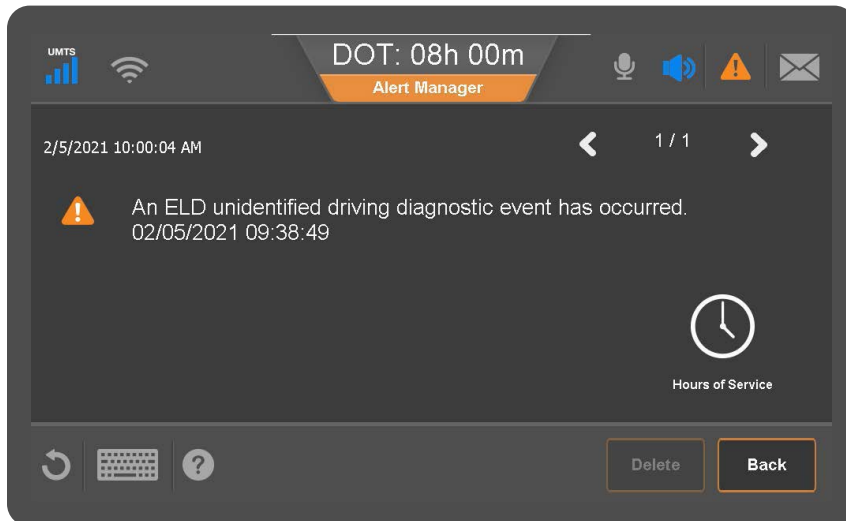 UMTS
DOT: 08h 00m
Alert Manager
2/5/2021 10:00:04 AM
1 / 1
An ELD unidentified driving diagnostic event has occurred.
02/05/2021 09:38:49
Hours of Service
?
Delete
Back